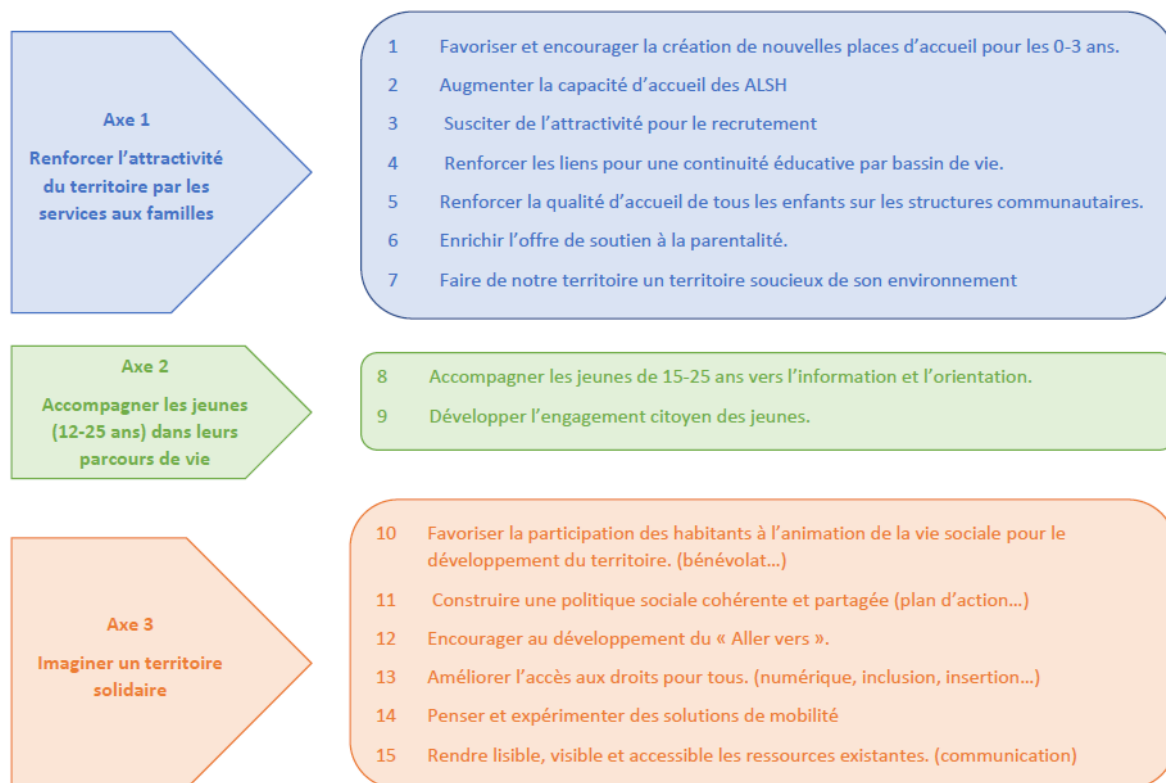 Axe 1
Renforcer l'attractivité
du territoire par les
services aux familles
1 Favoriser et encourager la création de nouvelles places d'accueil pour les 0-3 ans.
2 Augmenter la capacité d'accueil des ALSH
3 Susciter de l'attractivité pour le recrutement
4 Renforcer les liens pour une continuité éducative par bassin de vie.
5 Renforcer la qualité d'accueil de tous les enfants sur les structures communautaires.
6 Enrichir l'offre de soutien à la parentalité.
7 Faire de notre territoire un territoire soucieux de son environnement
Axe 2
Accompagner les jeunes
(12-25 ans) dans leurs
parcours de vie
8 Accompagner les jeunes de 15-25 ans vers l'information et l'orientation.
9 Développer l'engagement citoyen des jeunes.
Axe 3
Imaginer un territoire
solidaire
10 Favoriser la participation des habitants à l'animation de la vie sociale pour le
développement du territoire. (bénévolat…)
11 Construire une politique sociale cohérente et partagée (plan d'action…)
12 Encourager au développement du « Aller vers ».
13 Améliorer l'accès aux droits pour tous. (numérique, inclusion, insertion…)
14 Penser et expérimenter des solutions de mobilité
15 Rendre lisible, visible et accessible les ressources existantes. (communication)